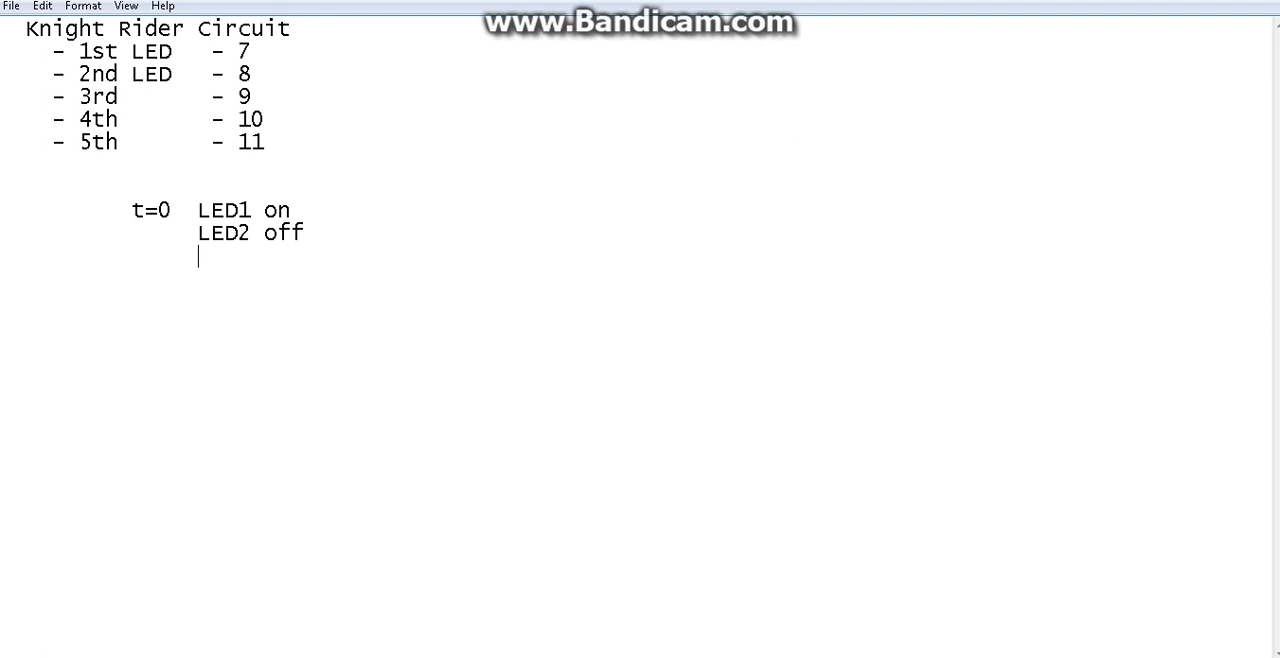 File Edit Format View Help
www.Bandicam.com
Knight Rider Circuit
- 1st LED - 7
- 2nd LED - 8
- 3rd - 9
- 4th - 10
- 5th - 11
t=0 LED1 on
LED2 off